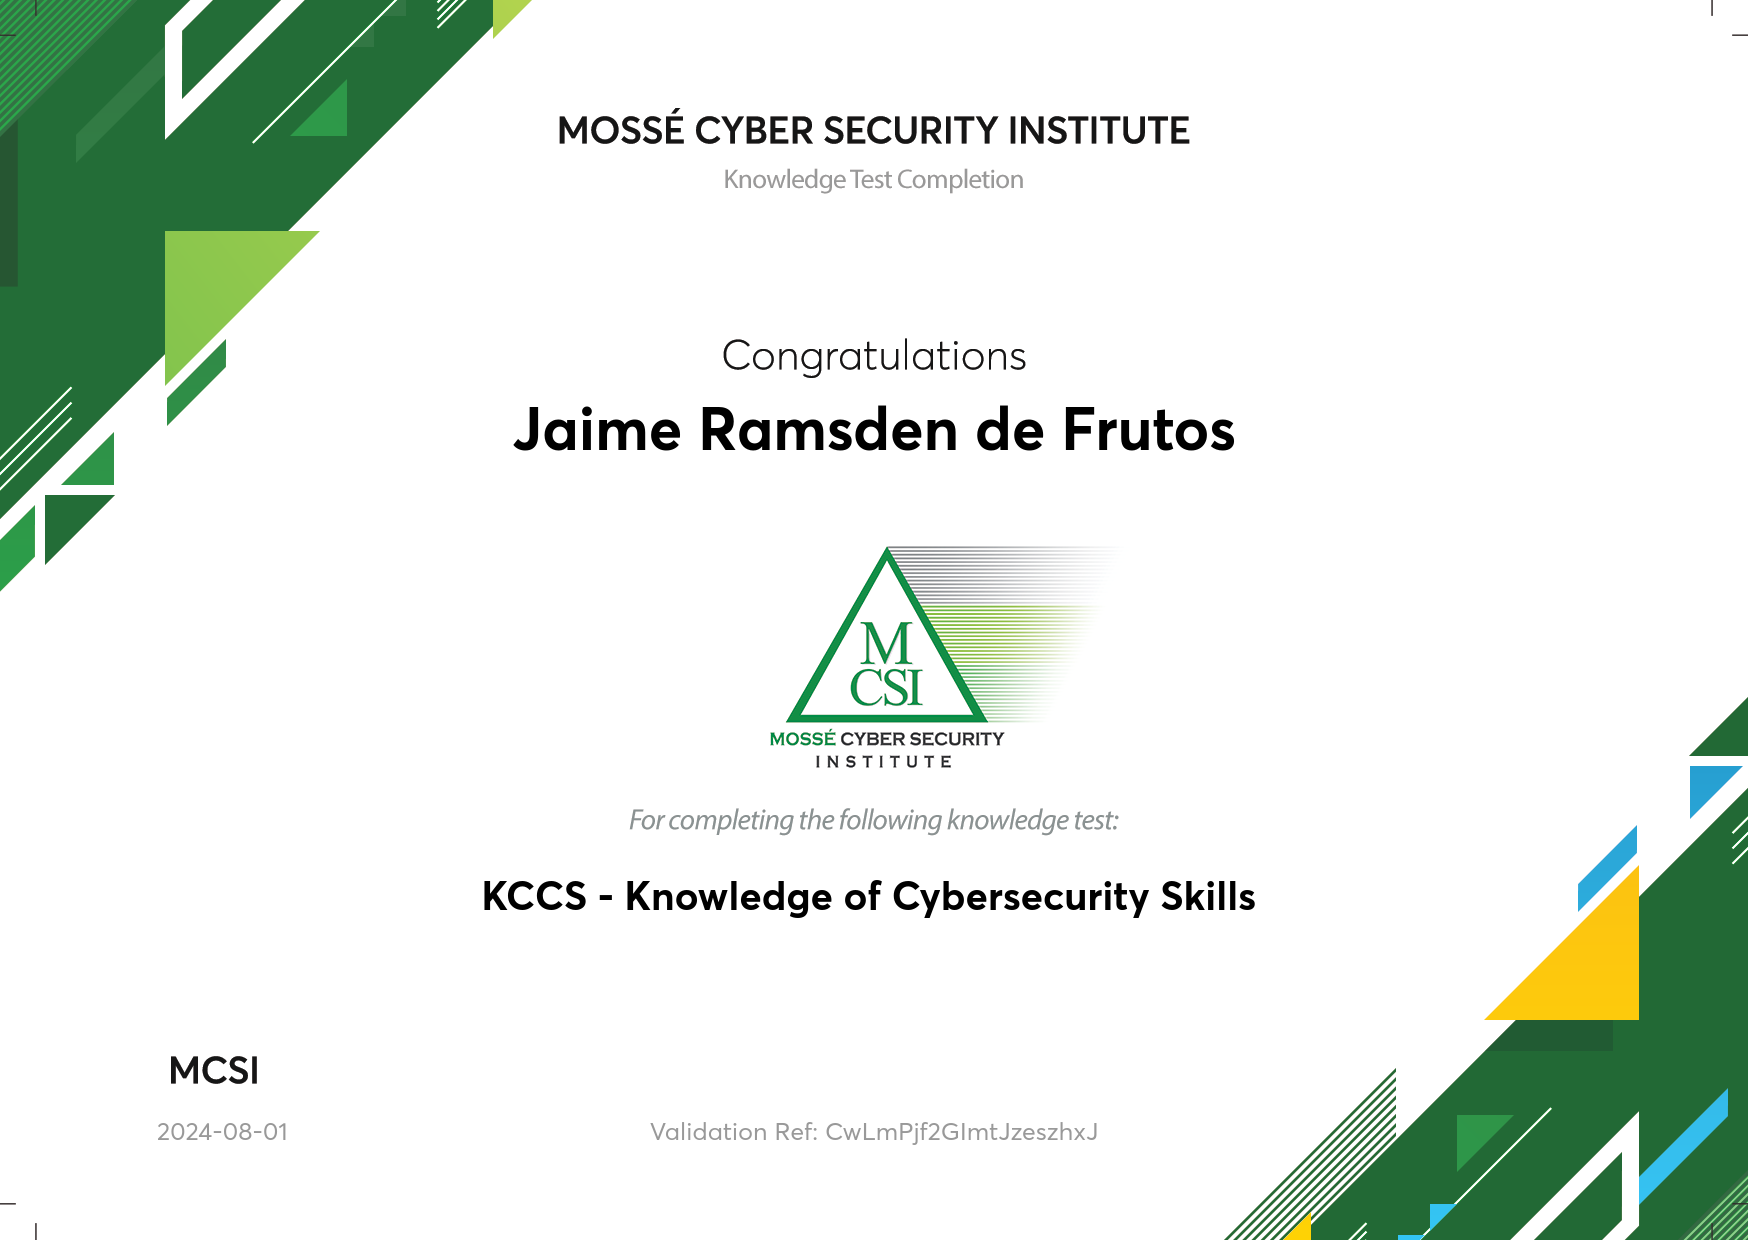 MOSSÉ CYBER SECURITY INSTITUTE
Knowledge Test Completion
Congratulations
Jaime Ramsden de Frutos
M
CSI
MOSSÉ CYBER SECURITY
INSTITUTE
For completing the following knowledge test:
KCCS - Knowledge of Cybersecurity Skills
MCSI
2024-08-01
Validation Ref: CwLmPjf2GImtJzeszhxJ